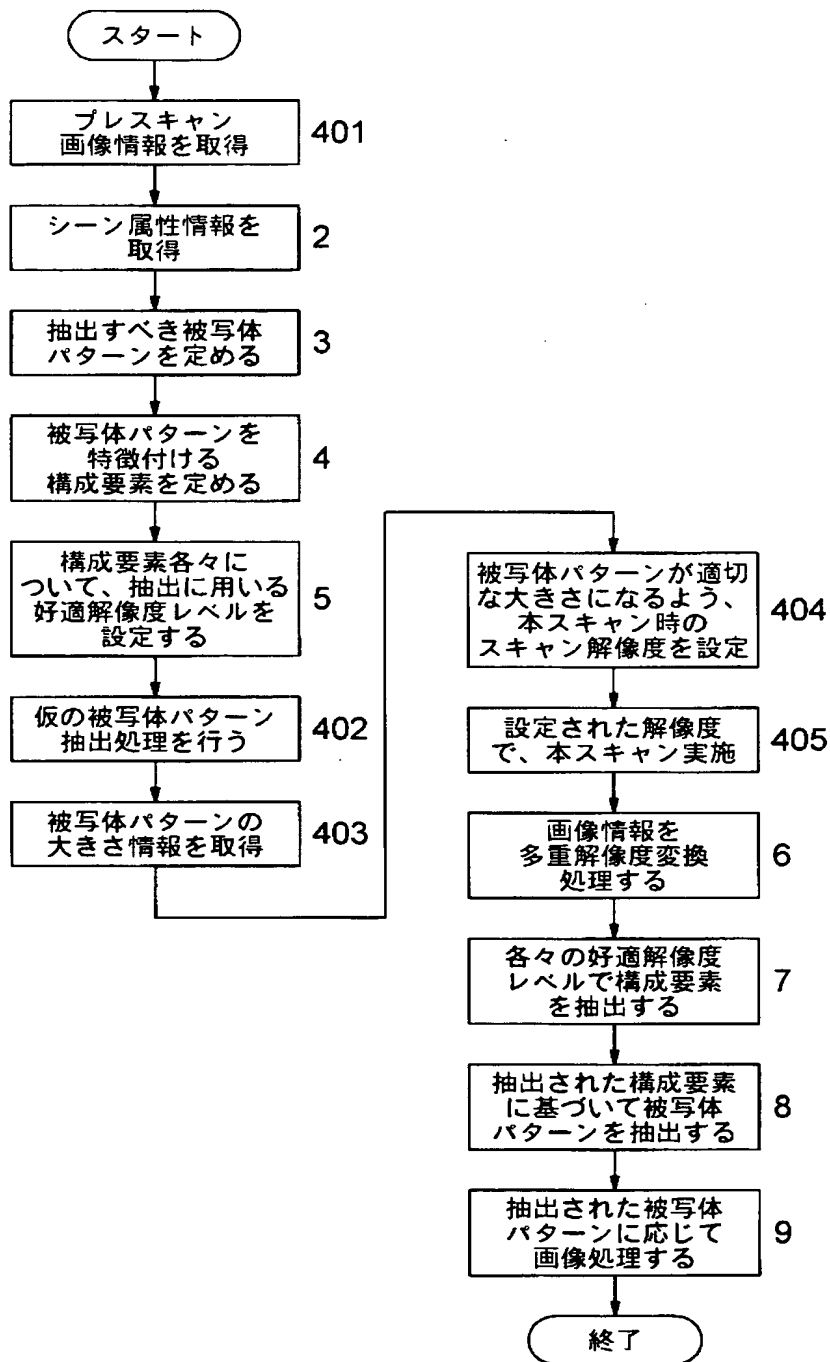 スタート
プレスキャン
画像情報を取得
401
シーン属性情報を
取得
2
抽出すべき被写体
パターンを定める
3
被写体パターンを
特徴付ける
構成要素を定める
4
構成要素各々に
ついて、抽出に用いる
好適解像度レベルを
設定する
5
仮の被写体パターン
抽出処理を行う
402
被写体パターンの
大きさ情報を取得
403
被写体パターンが適切
な大きさになるよう、
本スキャン時の
スキャン解像度を設定
404
設定された解像度
で、本スキャン実施
405
画像情報を
多重解像度変換
処理する
6
各々の好適解像度
レベルで構成要素
を抽出する
7
抽出された構成要素
に基づいて被写体
パターンを抽出する
8
抽出された被写体
パターンに応じて
画像処理する
9
終了